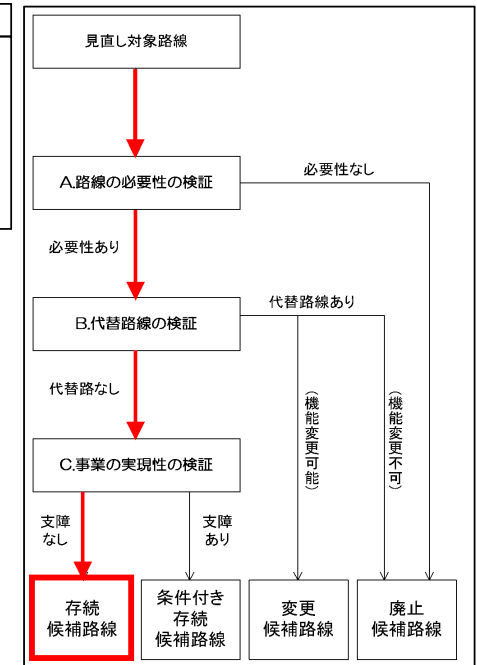 見直し対象路線
A.路線の必要性の検証
必要性なし
必要性あり
B.代替路線の検証
代替路線あり
代替路なし
(機能変更可能)
(機能変更不可)
C.事業の実現性の検証
支障
なし
支障
あり
存続
候補路線
条件付き
存続
候補路線
変更
候補路線
廃止
候補路線